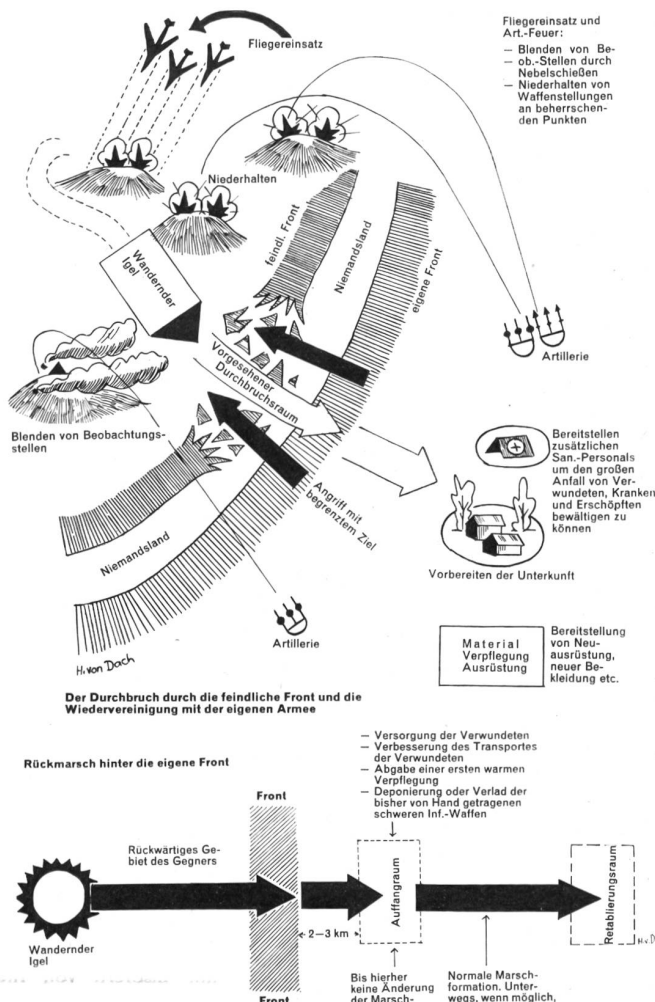 Fliegereinsatz
Fliegereinsatz und
Art.-Feuer:
— Blenden von Be-
— ob.-Stellen durch
Nebelschießen
— Niederhalten von
Waffenstellungen
an beherrschen-
den Punkten
Niederhalten
feindl. Front
Niemandsland
eigene Front
Wandernder
Igel
Artillerie
Vorgesehener
Durchbruchsraum
Blenden von Beobachtungs-
stellen
Bereitstellen
zusätzlichen
San.-Personals
um den großen
Anfall von Ver-
wundeten, Kranken
und Erschöpften
bewältigen zu
können
Angriff mit
begrenztem Ziel
Niemandsland
Vorbereiten der Unterkunft
Artillerie
H. von Dach
Material
Verpflegung
Ausrüstung
Bereitstellung
von Neu-
ausrüstung,
neuer Be-
kleidung etc.
Der Durchbruch durch die feindliche Front und die
Wiedervereinigung mit der eigenen Armee
Rückmarsch hinter die eigene Front
— Versorgung der Verwundeten
— Verbesserung des Transportes
der Verwundeten
— Abgabe einer ersten warmen
Verpflegung
— Deponierung oder Verlad der
bisher von Hand getragenen
schweren Inf.-Waffen
Front
Rückwärtiges Ge-
biet des Gegners
Auffangraum
Retablierungsraum
2—3 km
H.v.D
Wandernder
Igel
Front
Bis hierher
keine Änderung
der Marsch-
Normale Marsch-
formation. Unter-
wegs, wenn möglich,